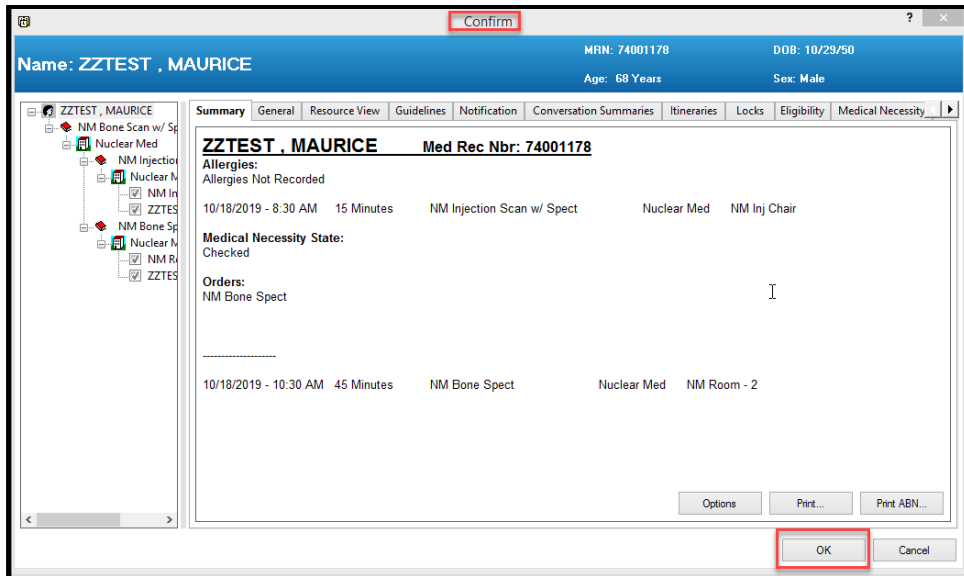 Confirm
?
Name: ZZTEST , MAURICE
MRN: 74001178
DOB: 10/29/50
Age: 68 Years
Sex: Male
ZZTEST , MAURICE
NM Bone Scan w/ Sp
Nuclear Med
NM Injection
Nuclear M
NM In
ZZTES
NM Bone Sp
Nuclear M
NM Ro
ZZTES
Summary General Resource View Guidelines Notification Conversation Summaries Itineraries Locks Eligibility Medical Necessity
ZZTEST , MAURICE Med Rec Nbr: 74001178
Allergies:
Allergies Not Recorded
10/18/2019 - 8:30 AM 15 Minutes NM Injection Scan w/ Spect Nuclear Med NM Inj Chair
Medical Necessity State:
Checked
Orders:
NM Bone Spect
--------------------
10/18/2019 - 10:30 AM 45 Minutes NM Bone Spect Nuclear Med NM Room - 2
Options Print... Print ABN...
OK Cancel